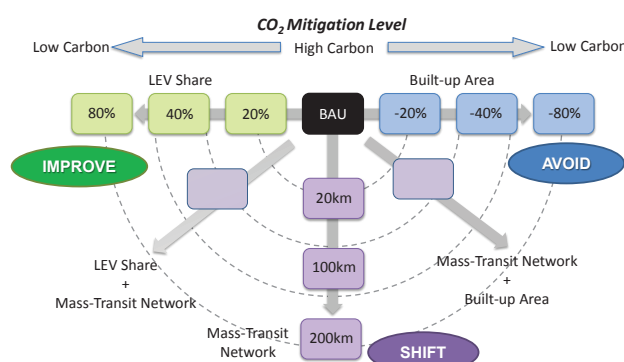 CO2 Mitigation Level
Low Carbon
High Carbon
Low Carbon
LEV Share
Built-up Area
80%
40%
20%
BAU
-20%
-40%
-80%
IMPROVE
AVOID
20km
100km
LEV Share
+
Mass-Transit Network
Mass-Transit Network
+
Built-up Area
Mass-Transit
Network
200km
SHIFT